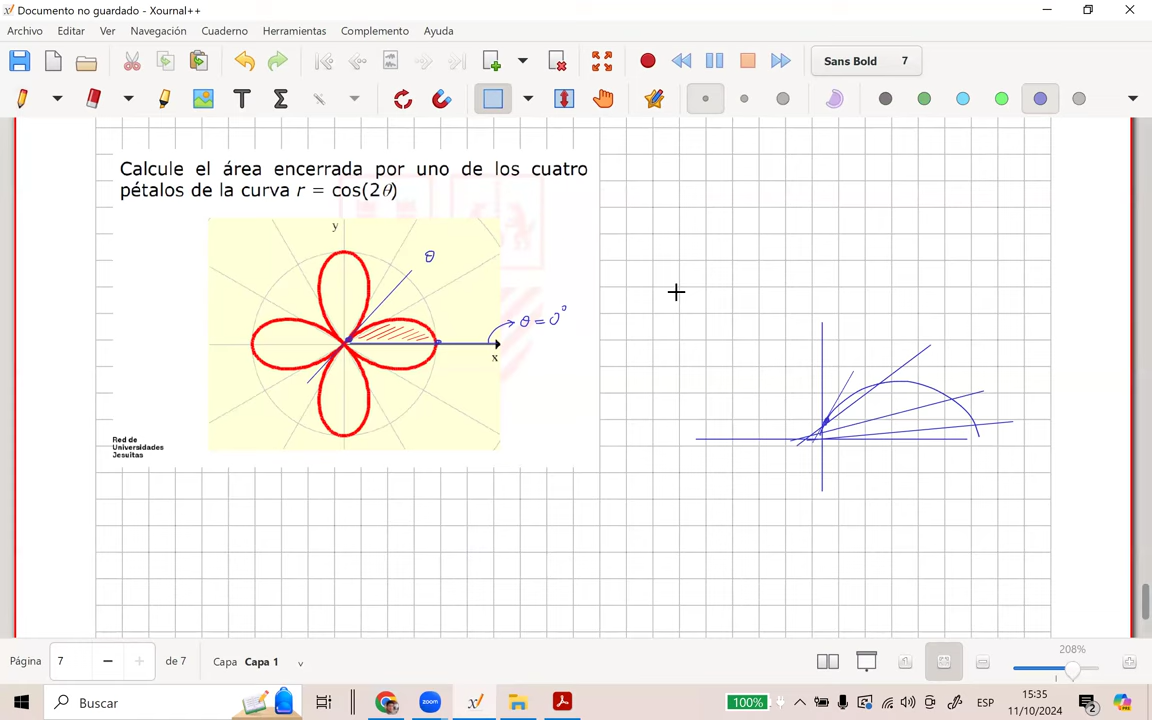 Documento no guardado - Xournal++
Archivo Editar Ver Navegación Cuaderno Herramientas Complemento Ayuda
Sans Bold 7
Calcule el área encerrada por uno de los cuatro
pétalos de la curva r = cos(2θ)
y
θ
θ = 0°
x
Red de
Universidades
Jesuitas
Página 7 de 7 Capa Capa 1
208%
Buscar
zoom
100%
ESP
15:35
11/10/2024
2